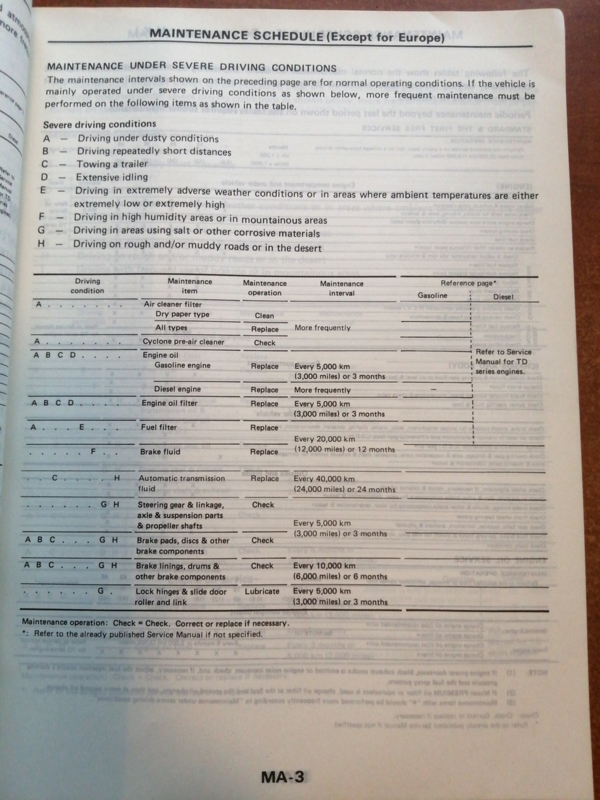 MAINTENANCE SCHEDULE (Except for Europe)
MAINTENANCE UNDER SEVERE DRIVING CONDITIONS
The maintenance intervals shown on the preceding page are for normal operating conditions. If the vehicle is
mainly operated under severe driving conditions as shown below, more frequent maintenance must be
performed on the following items as shown in the table.
Severe driving conditions
A — Driving under dusty conditions
B — Driving repeatedly short distances
C — Towing a trailer
D — Extensive idling
E — Driving in extremely adverse weather conditions or in areas where ambient temperatures are either
extremely low or extremely high
F — Driving in high humidity areas or in mountainous areas
G — Driving in areas using salt or other corrosive materials
H — Driving on rough and/or muddy roads or in the desert
Driving condition Maintenance item Maintenance operation Maintenance interval Reference page*
Gasoline Diesel
A . . . . . . . Air cleaner filter
Dry paper type Clean
All types Replace More frequently
A . . . . . . . Cyclone pre-air cleaner Check
A B C D . . . . Engine oil
Gasoline engine Replace Every 5,000 km
(3,000 miles) or 3 months
Refer to Service
Manual for TD
series engines.
Diesel engine Replace More frequently —
A B C D . . . . Engine oil filter Replace Every 5,000 km
(3,000 miles) or 3 months
A . . . E . . . Fuel filter Replace
Every 20,000 km
. . . . . F . . Brake fluid Replace (12,000 miles) or 12 months
. . C . . . . H Automatic transmission Replace Every 40,000 km
fluid (24,000 miles) or 24 months
. . . . . . G H Steering gear & linkage, Check
axle & suspension parts
& propeller shafts Every 5,000 km
(3,000 miles) or 3 months
A B C . . . G H Brake pads, discs & other Check
brake components
A B C . . . G H Brake linings, drums & Check Every 10,000 km
other brake components (6,000 miles) or 6 months
. . . . . . G . Lock hinges & slide door Lubricate Every 5,000 km
roller and link (3,000 miles) or 3 months
Maintenance operation: Check = Check. Correct or replace if necessary.
*: Refer to the already published Service Manual if not specified.
MA-3